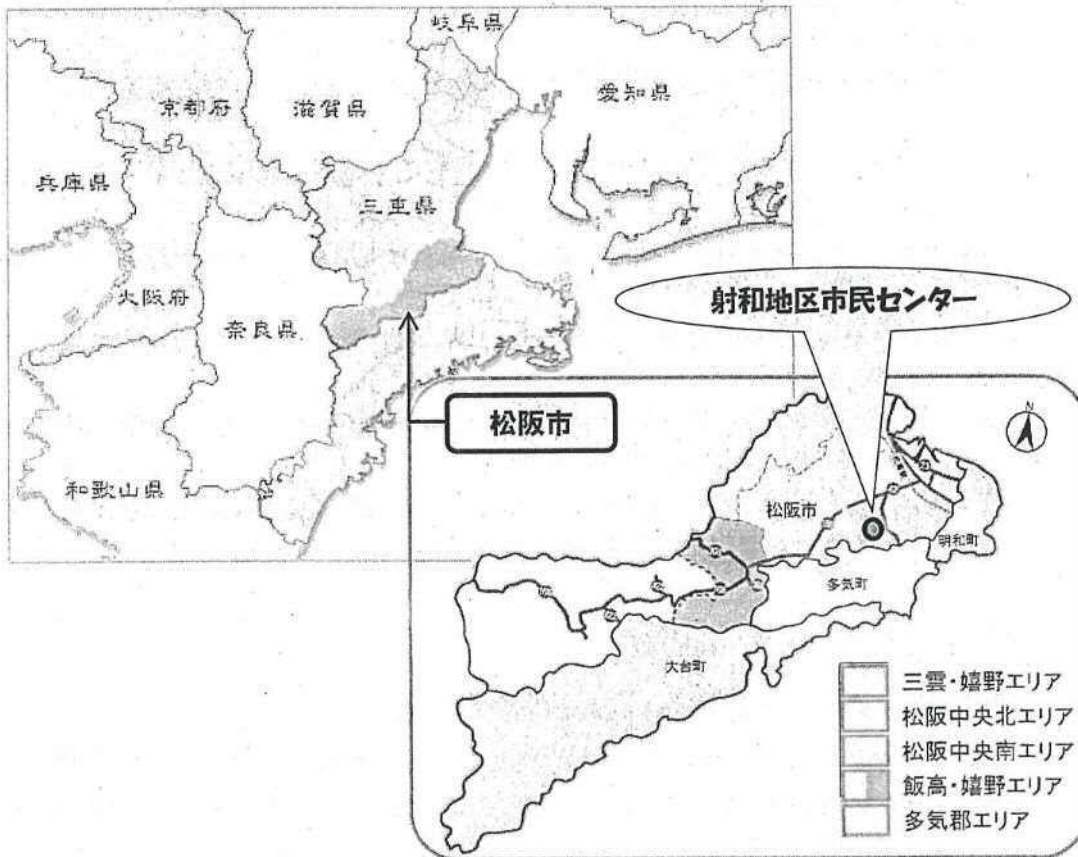 岐阜県
京都府
滋賀県
愛知県
兵庫県
三重県
大阪府
奈良県
和歌山県
射和地区市民センター
松阪市
N
松阪市
明和町
多気町
大台町
三雲・嬉野エリア
松阪中央北エリア
松阪中央南エリア
飯高・嬉野エリア
多気郡エリア